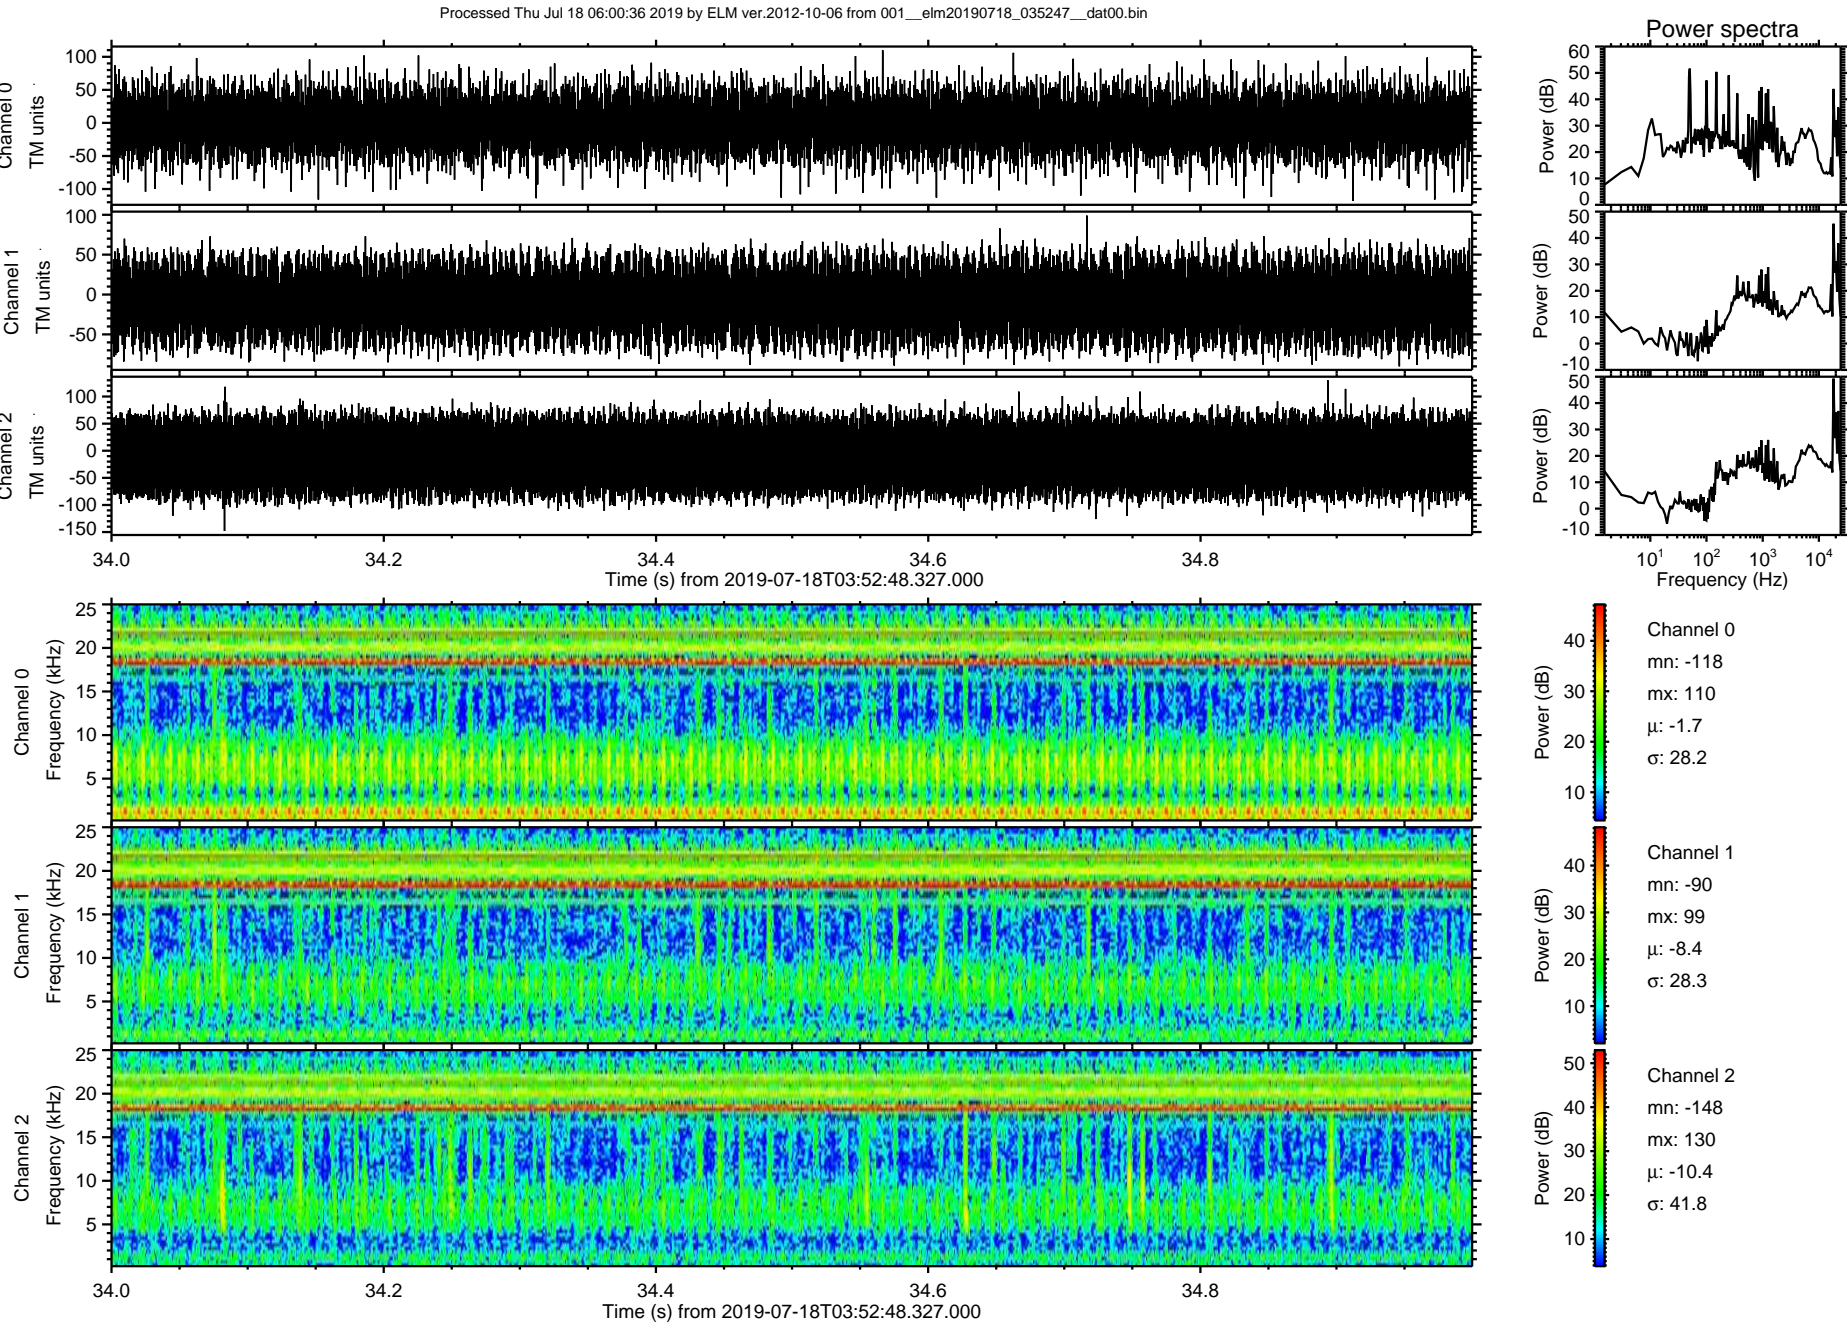 Processed Thu Jul 18 06:00:36 2019 by ELM ver.2012-10-06 from 001__elm20190718_035247__dat00.bin
Power spectra
Channel 0
TM units
100
50
0
-50
-100
Power (dB)
60
50
40
30
20
10
0
Channel 1
TM units
100
50
0
-50
Power (dB)
50
40
30
20
10
0
-10
Channel 2
TM units
100
50
0
-50
-100
-150
Power (dB)
50
40
30
20
10
0
-10
34.0 34.2 34.4 34.6 34.8
Time (s) from 2019-07-18T03:52:48.327.000
10¹ 10² 10³ 10⁴
Frequency (Hz)
Channel 0
Frequency (kHz)
25
20
15
10
5
Power (dB)
40
30
20
10
Channel 0
mn: -118
mx: 110
μ: -1.7
σ: 28.2
Channel 1
Frequency (kHz)
25
20
15
10
5
Power (dB)
40
30
20
10
Channel 1
mn: -90
mx: 99
μ: -8.4
σ: 28.3
Channel 2
Frequency (kHz)
25
20
15
10
5
Power (dB)
50
40
30
20
10
Channel 2
mn: -148
mx: 130
μ: -10.4
σ: 41.8
34.0 34.2 34.4 34.6 34.8
Time (s) from 2019-07-18T03:52:48.327.000